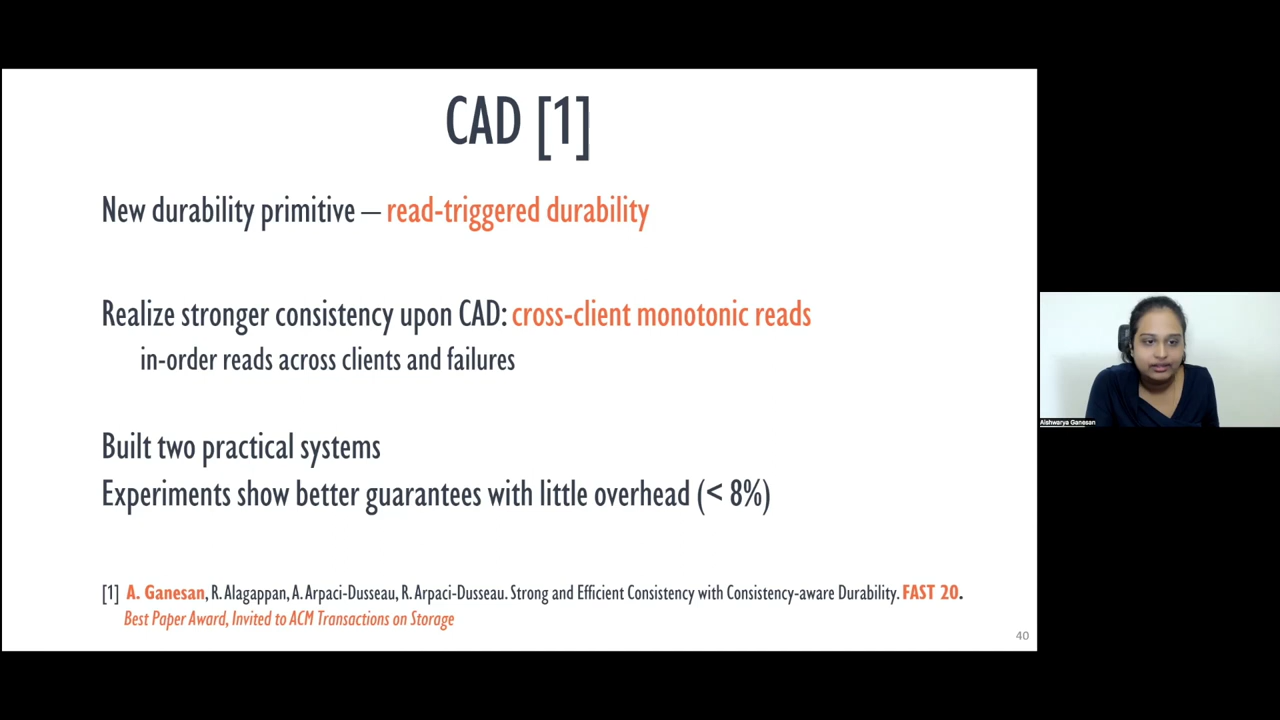 CAD [1]
New durability primitive – read-triggered durability
Realize stronger consistency upon CAD: cross-client monotonic reads
in-order reads across clients and failures
Built two practical systems
Experiments show better guarantees with little overhead (< 8%)
[1] A. Ganesan, R. Alagappan, A. Arpaci-Dusseau, R. Arpaci-Dusseau. Strong and Efficient Consistency with Consistency-aware Durability. FAST 20.
Best Paper Award, Invited to ACM Transactions on Storage
40
Aishwarya Ganesan